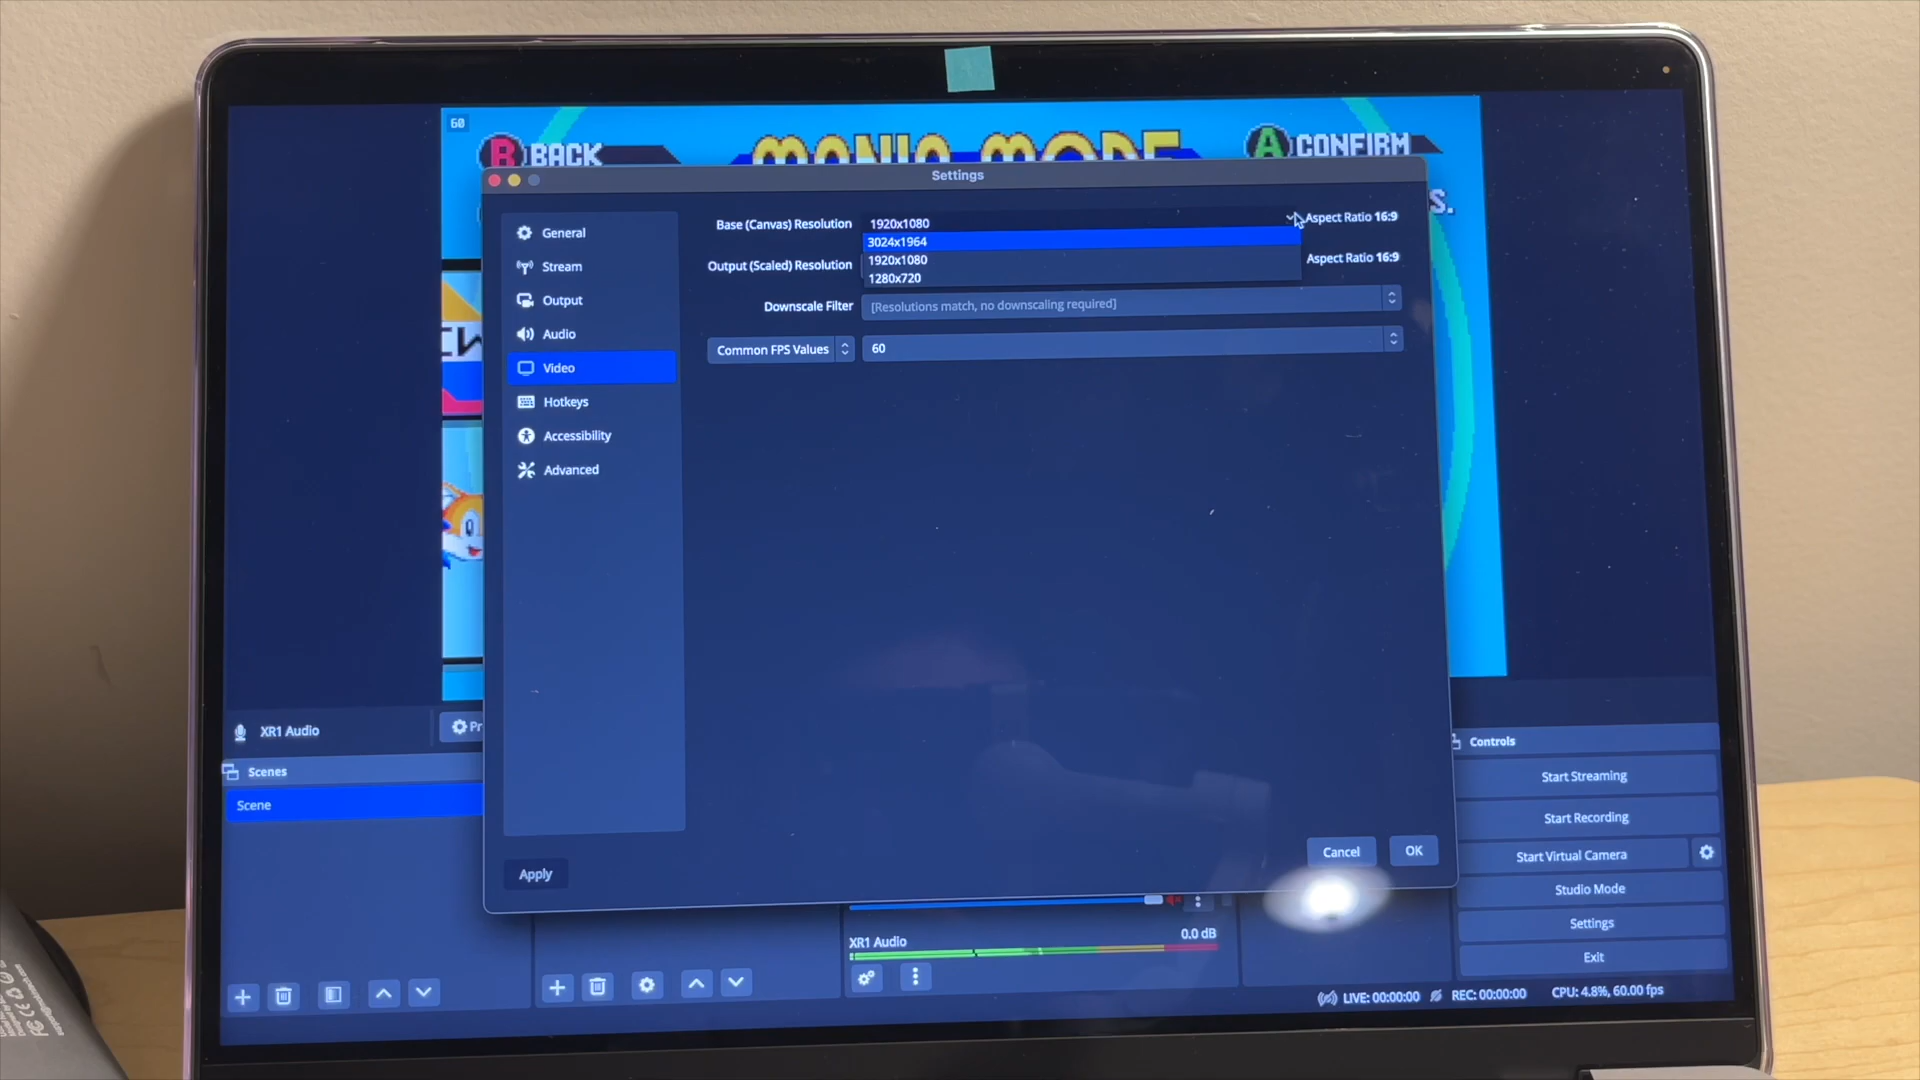 60
BACK
MANIA MODE
A CONFIRM
S.
Settings
General
Stream
Output
Audio
Video
Hotkeys
Accessibility
Advanced
Base (Canvas) Resolution
1920x1080
Aspect Ratio 16:9
3024x1964
1920x1080
1280x720
Output (Scaled) Resolution
Aspect Ratio 16:9
Downscale Filter
[Resolutions match, no downscaling required]
Common FPS Values
60
Apply
Cancel
OK
XR1 Audio
Pr
Scenes
Scene
XR1 Audio
0.0 dB
Controls
Start Streaming
Start Recording
Start Virtual Camera
Studio Mode
Settings
Exit
LIVE: 00:00:00
REC: 00:00:00
CPU: 4.8%, 60.00 fps